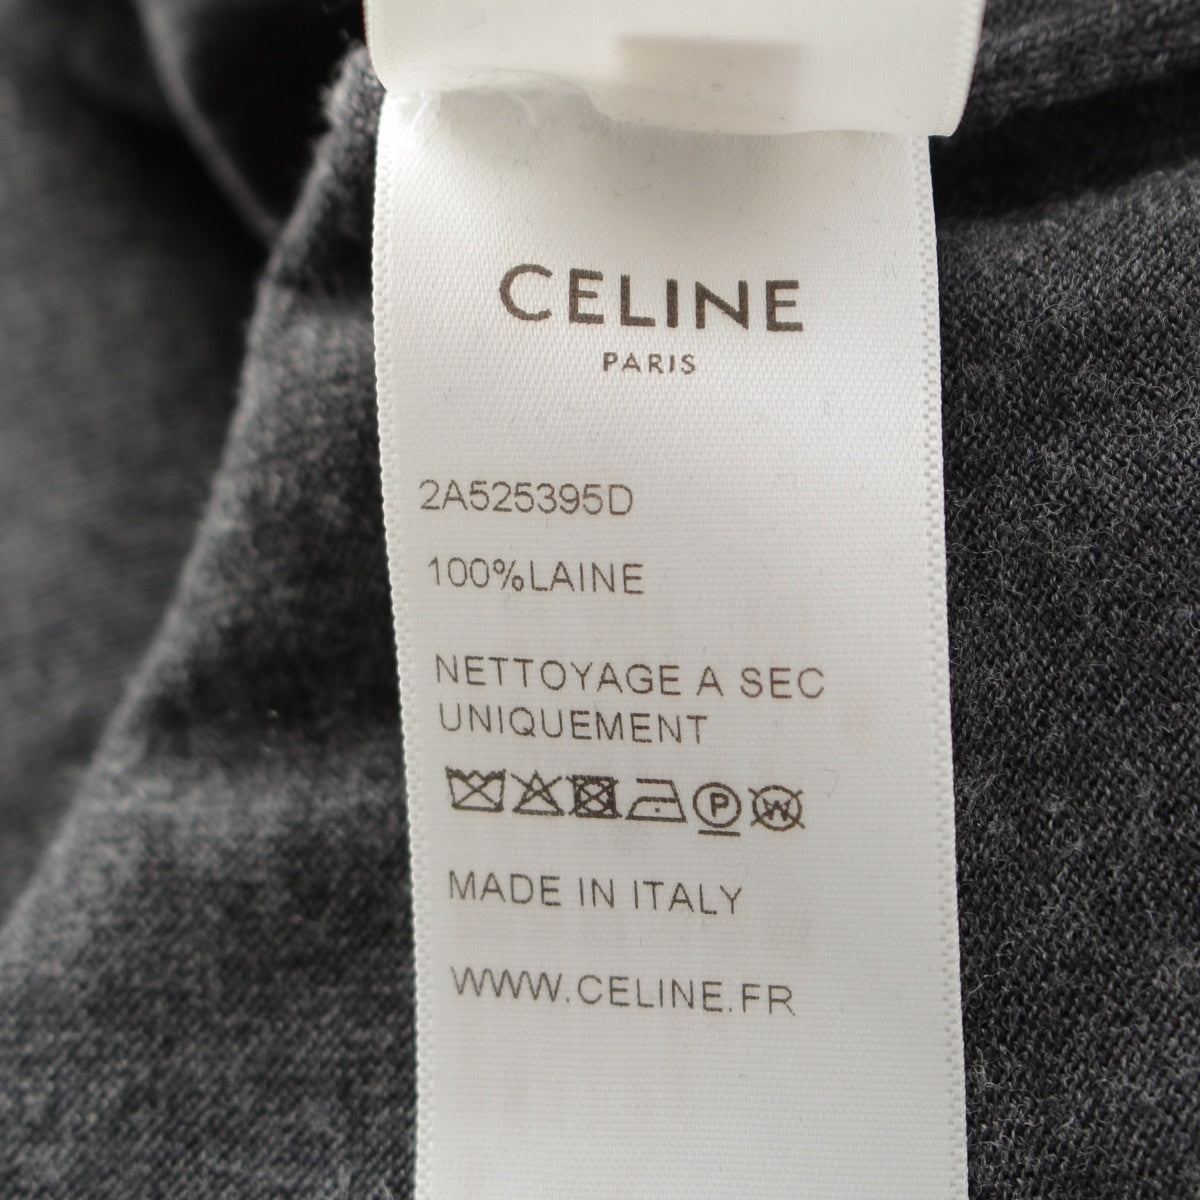 CELINE
PARIS
2A525395D
100%LAINE
NETTOYAGE A SEC
UNIQUEMENT
P W
MADE IN ITALY
WWW.CELINE.FR